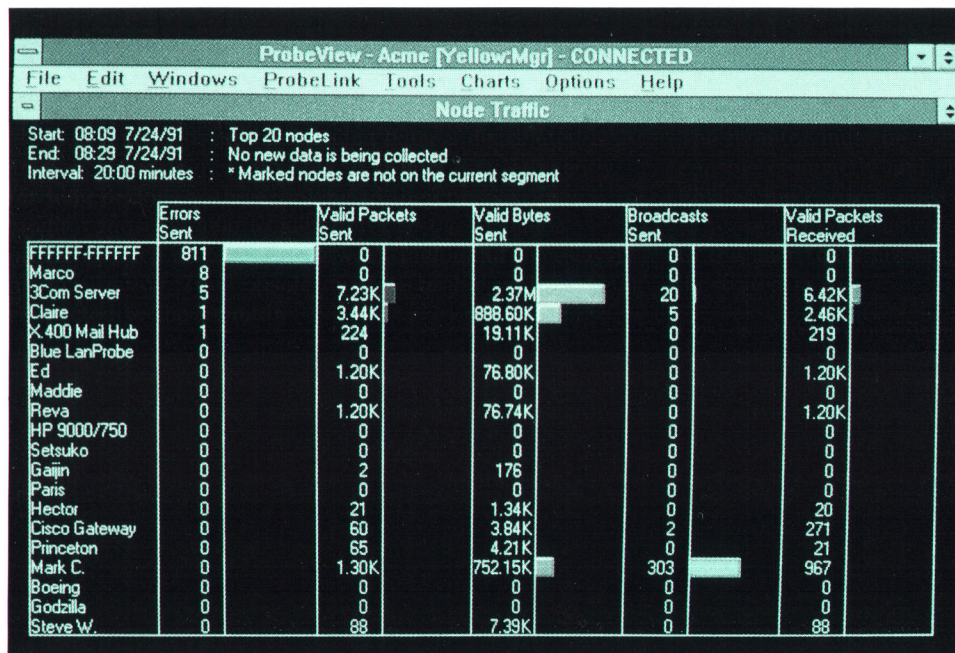 ProbeView - Acme [Yellow:Mgr] - CONNECTED
File Edit Windows ProbeLink Tools Charts Options Help
Node Traffic
Start: 08:09 7/24/91 : Top 20 nodes
End: 08:29 7/24/91 : No new data is being collected
Interval: 20:00 minutes : * Marked nodes are not on the current segment
Errors Sent Valid Packets Sent Valid Bytes Sent Broadcasts Sent Valid Packets Received
FFFFFF-FFFFFF 811 0 0 0 0
Marco 8 0 0 0 0
3Com Server 5 7.23K 2.37M 20 6.42K
Claire 1 3.44K 888.60K 5 2.46K
X.400 Mail Hub 1 224 19.11K 0 219
Blue LanProbe 0 0 0 0 0
Ed 0 1.20K 76.80K 0 1.20K
Maddie 0 0 0 0 0
Reva 0 1.20K 76.74K 0 1.20K
HP 9000/750 0 0 0 0 0
Setsuko 0 0 0 0 0
Gaijin 0 2 176 0 0
Paris 0 0 0 0 0
Hector 0 21 1.34K 0 20
Cisco Gateway 0 60 3.84K 2 271
Princeton 0 65 4.21K 0 21
Mark C. 0 1.30K 752.15K 303 967
Boeing 0 0 0 0 0
Godzilla 0 0 0 0 0
Steve W. 0 88 7.39K 0 88